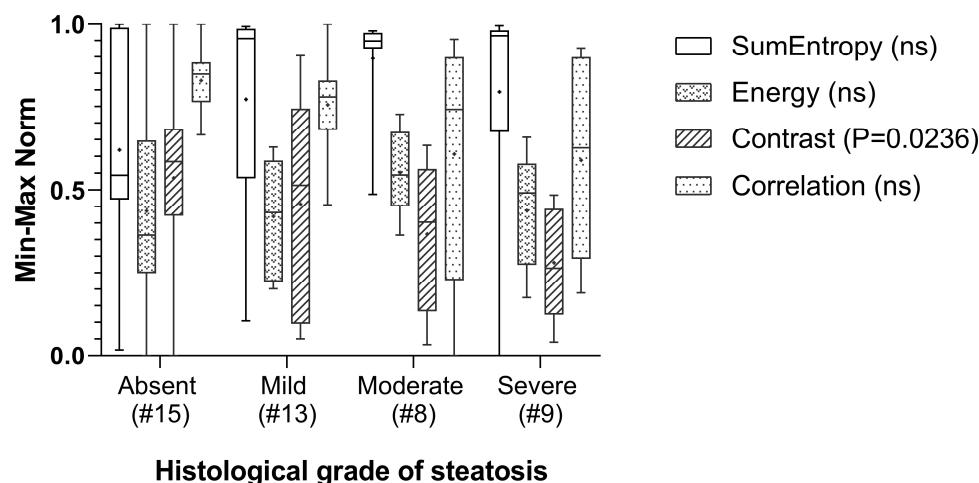 Min-Max Norm
1.0
0.5
0.0
Absent
(#15)
Mild
(#13)
Moderate
(#8)
Severe
(#9)
Histological grade of steatosis
SumEntropy (ns)
Energy (ns)
Contrast (P=0.0236)
Correlation (ns)